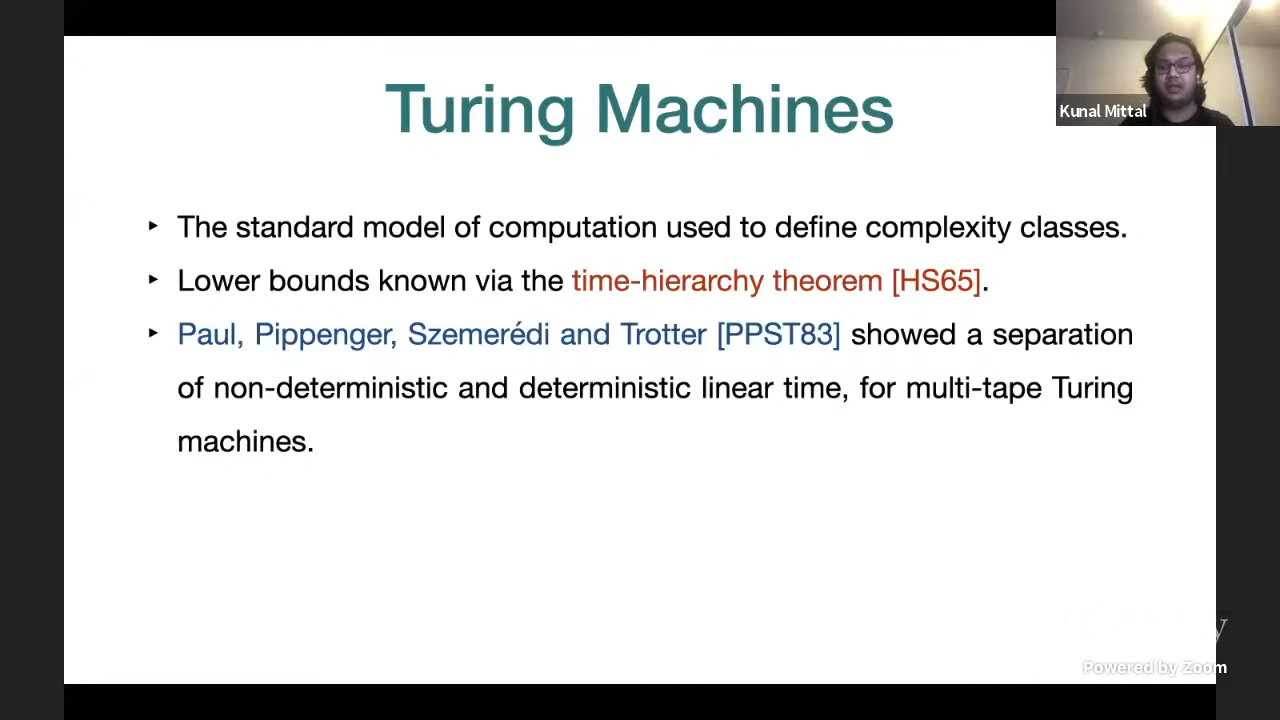 Turing Machines
Kunal Mittal
‣ The standard model of computation used to define complexity classes.
‣ Lower bounds known via the time-hierarchy theorem [HS65].
‣ Paul, Pippenger, Szemerédi and Trotter [PPST83] showed a separation
of non-deterministic and deterministic linear time, for multi-tape Turing
machines.
Powered by Zoom